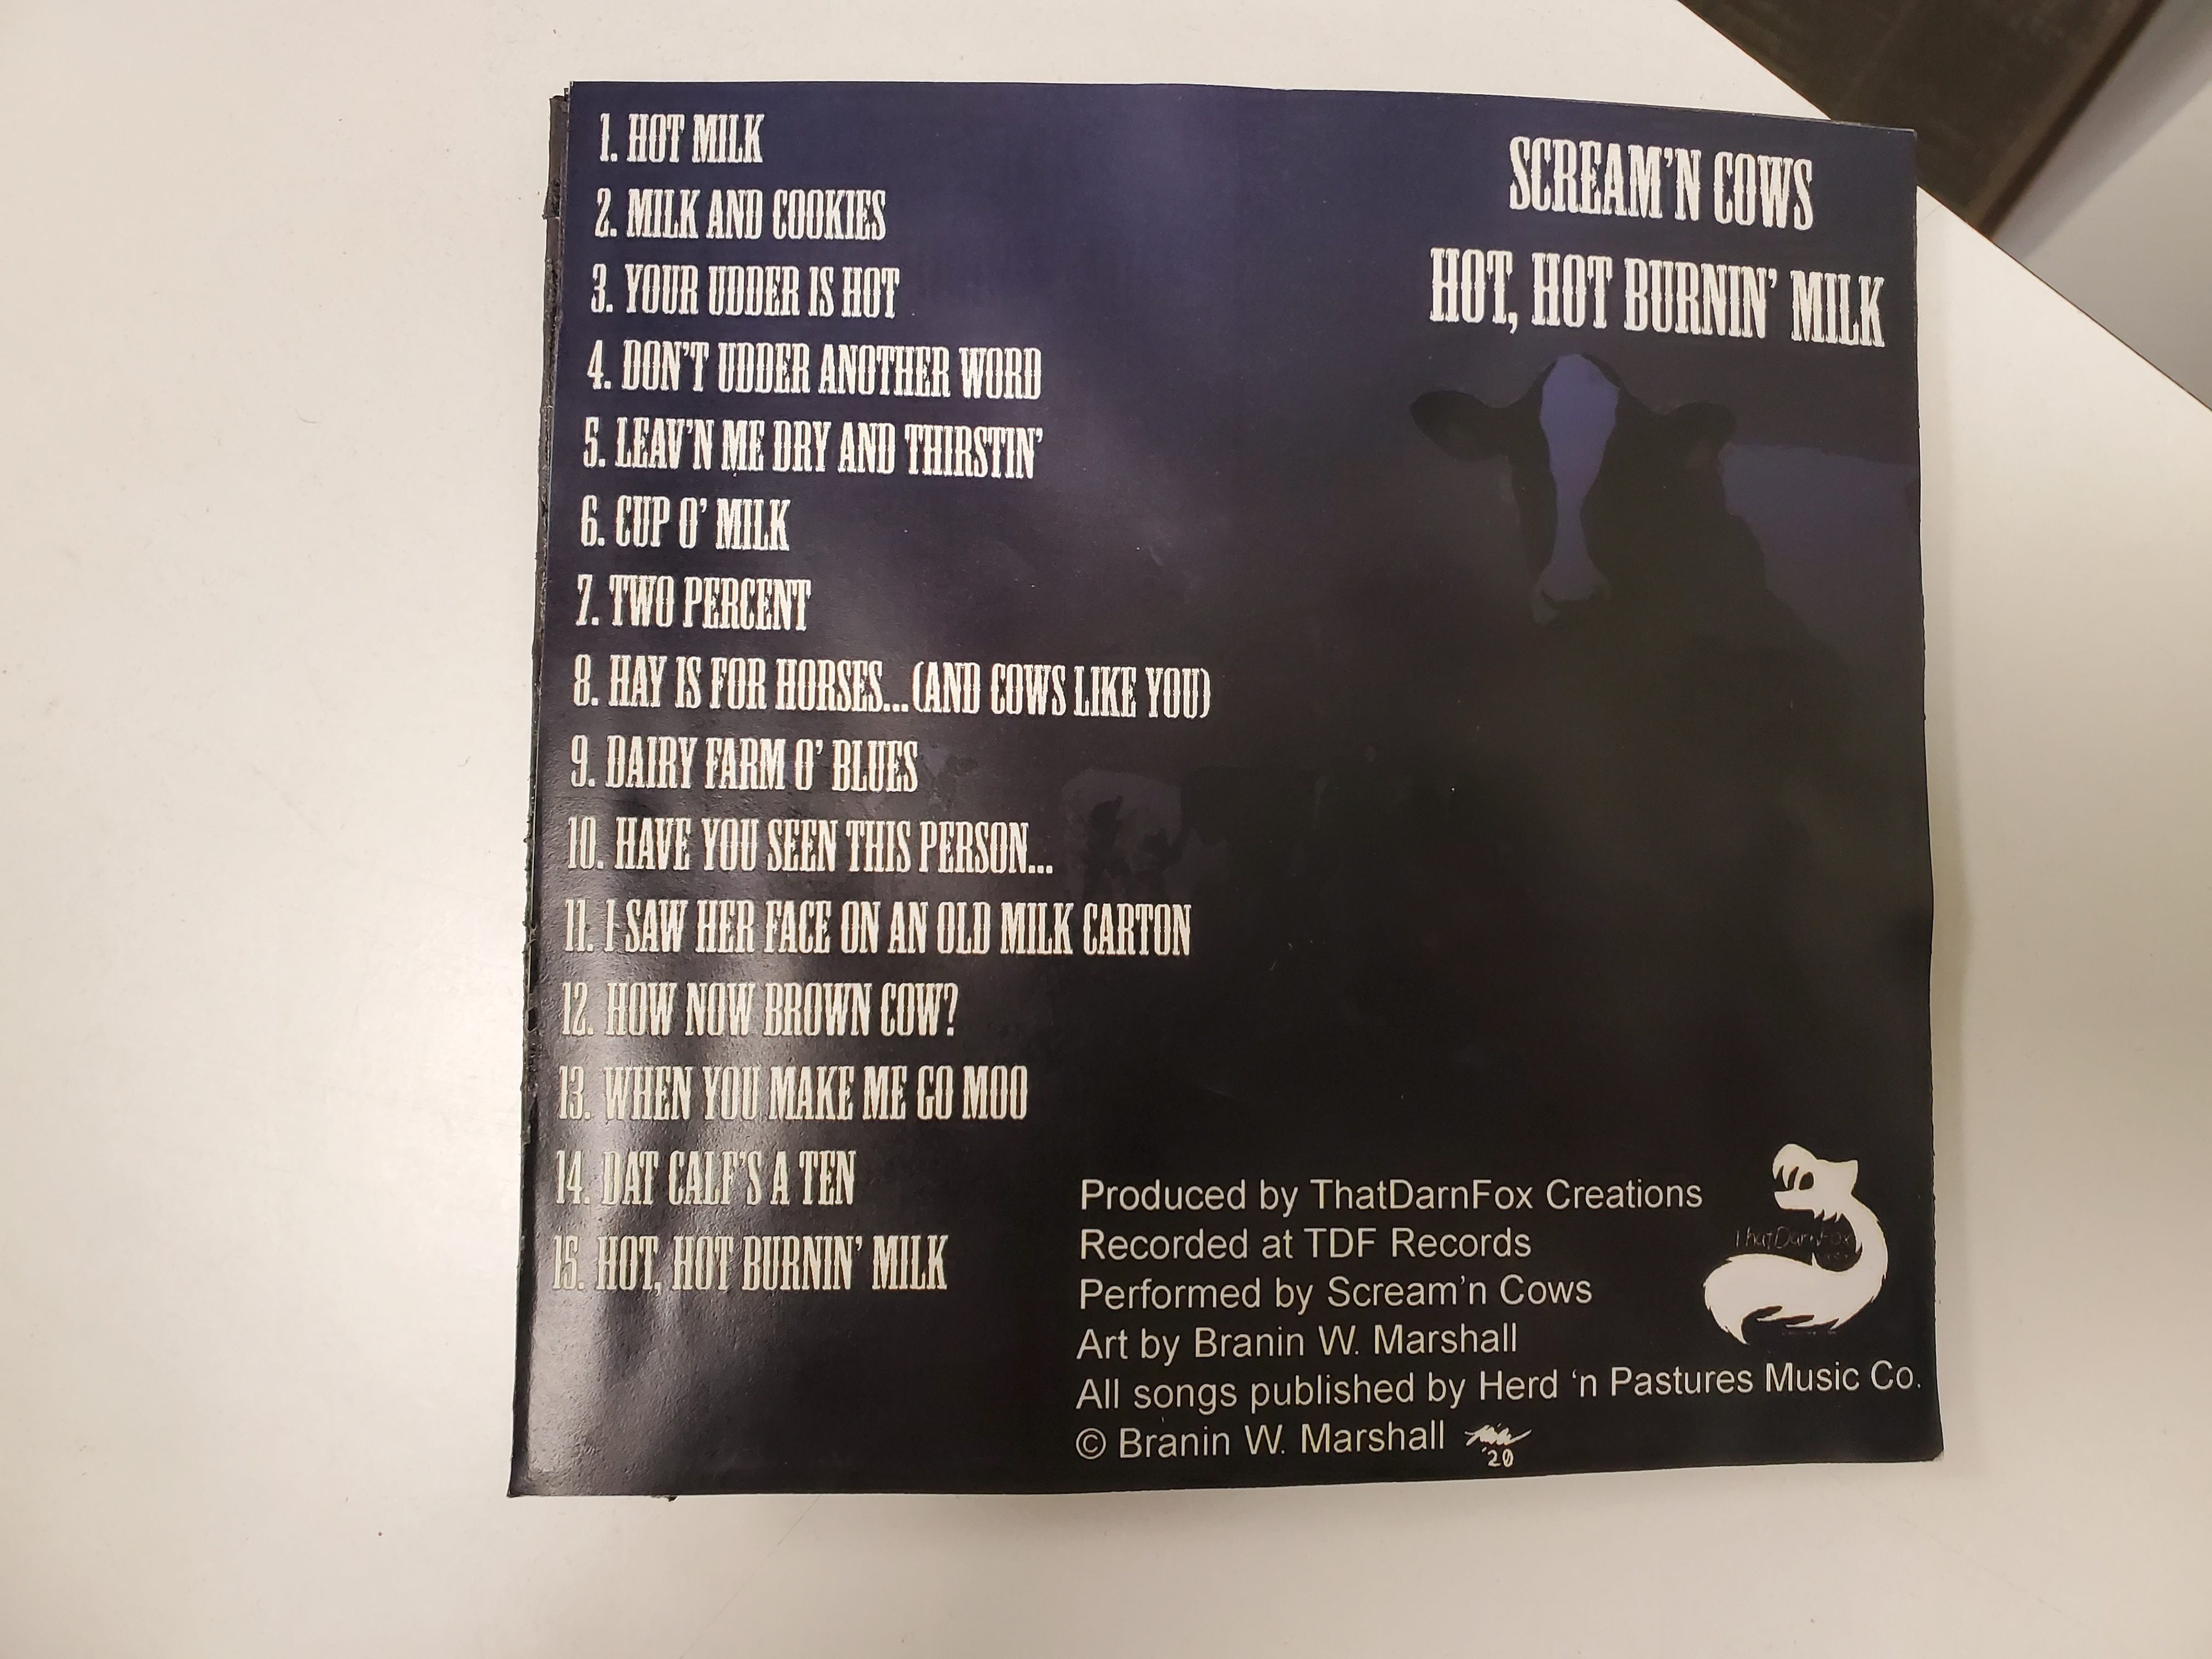 1. HOT MILK
2. MILK AND COOKIES
3. YOUR UDDER IS HOT
4. DON'T UDDER ANOTHER WORD
5. LEAV'N ME DRY AND THIRSTIN'
6. CUP O' MILK
7. TWO PERCENT
8. HAY IS FOR HORSES...(AND COWS LIKE YOU)
9. DAIRY FARM O' BLUES
10. HAVE YOU SEEN THIS PERSON...
11. I SAW HER FACE ON AN OLD MILK CARTON
12. HOW NOW BROWN COW?
13. WHEN YOU MAKE ME GO MOO
14. DAT CALF'S A TEN
15. HOT, HOT BURNIN' MILK
SCREAM'N COWS
HOT, HOT BURNIN' MILK
Produced by ThatDarnFox Creations
Recorded at TDF Records
Performed by Scream'n Cows
Art by Branin W. Marshall
All songs published by Herd 'n Pastures Music Co.
© Branin W. Marshall
'20
ThatDarnFox